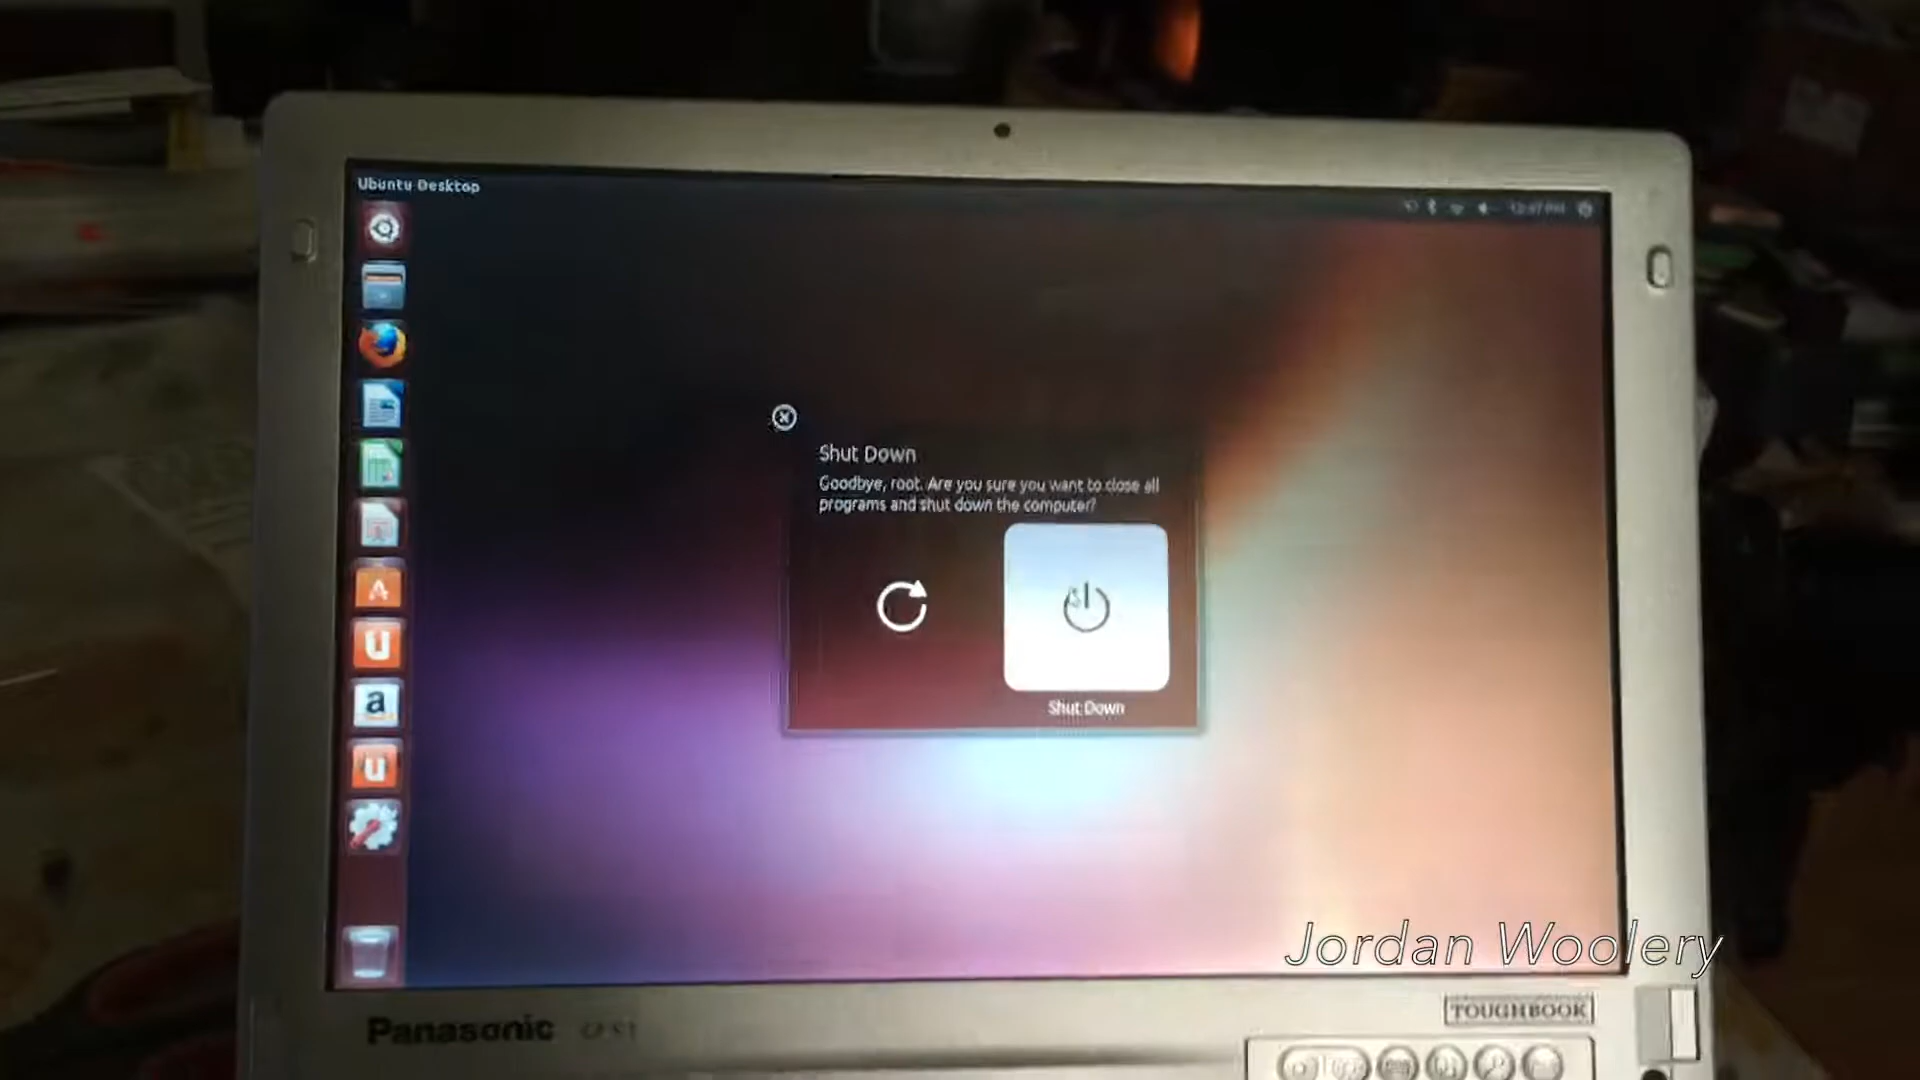 Ubuntu Desktop
Shut Down
Goodbye, root. Are you sure you want to close all
programs and shut down the computer?
Shut Down
a
Jordan Woolery
Panasonic
TOUGHBOOK